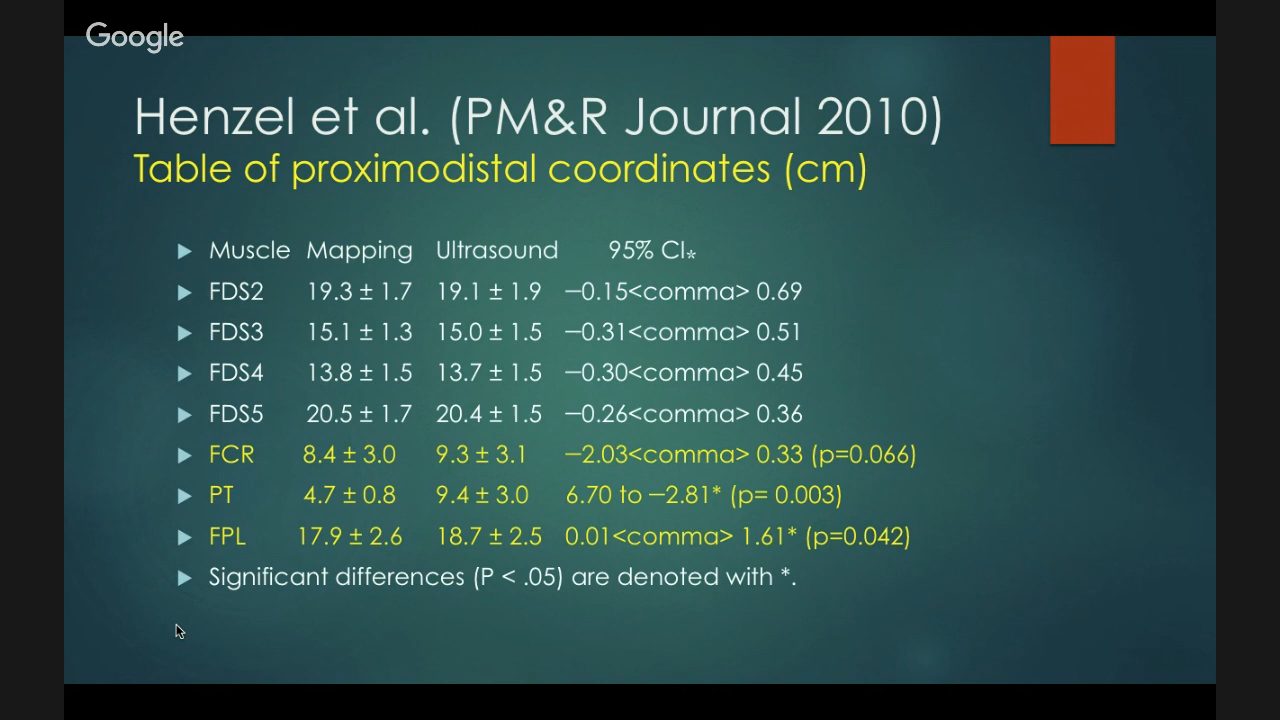 Google
Henzel et al. (PM&R Journal 2010)
Table of proximodistal coordinates (cm)
Muscle Mapping Ultrasound 95% CI*
FDS2 19.3 ± 1.7 19.1 ± 1.9 −0.15<comma> 0.69
FDS3 15.1 ± 1.3 15.0 ± 1.5 −0.31<comma> 0.51
FDS4 13.8 ± 1.5 13.7 ± 1.5 −0.30<comma> 0.45
FDS5 20.5 ± 1.7 20.4 ± 1.5 −0.26<comma> 0.36
FCR 8.4 ± 3.0 9.3 ± 3.1 −2.03<comma> 0.33 (p=0.066)
PT 4.7 ± 0.8 9.4 ± 3.0 6.70 to −2.81* (p= 0.003)
FPL 17.9 ± 2.6 18.7 ± 2.5 0.01<comma> 1.61* (p=0.042)
Significant differences (P < .05) are denoted with *.